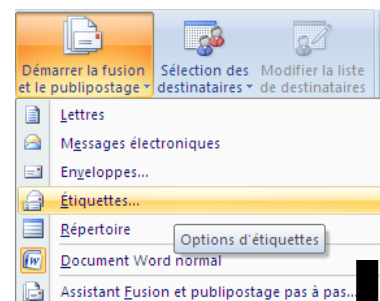 Démarrer la fusion Sélection des Modifier la liste
et le publipostage destinataires de destinataires
Lettres
Messages électroniques
Enveloppes...
Étiquettes...
Répertoire
Options d'étiquettes
Document Word normal
Assistant Fusion et publipostage pas à pas...